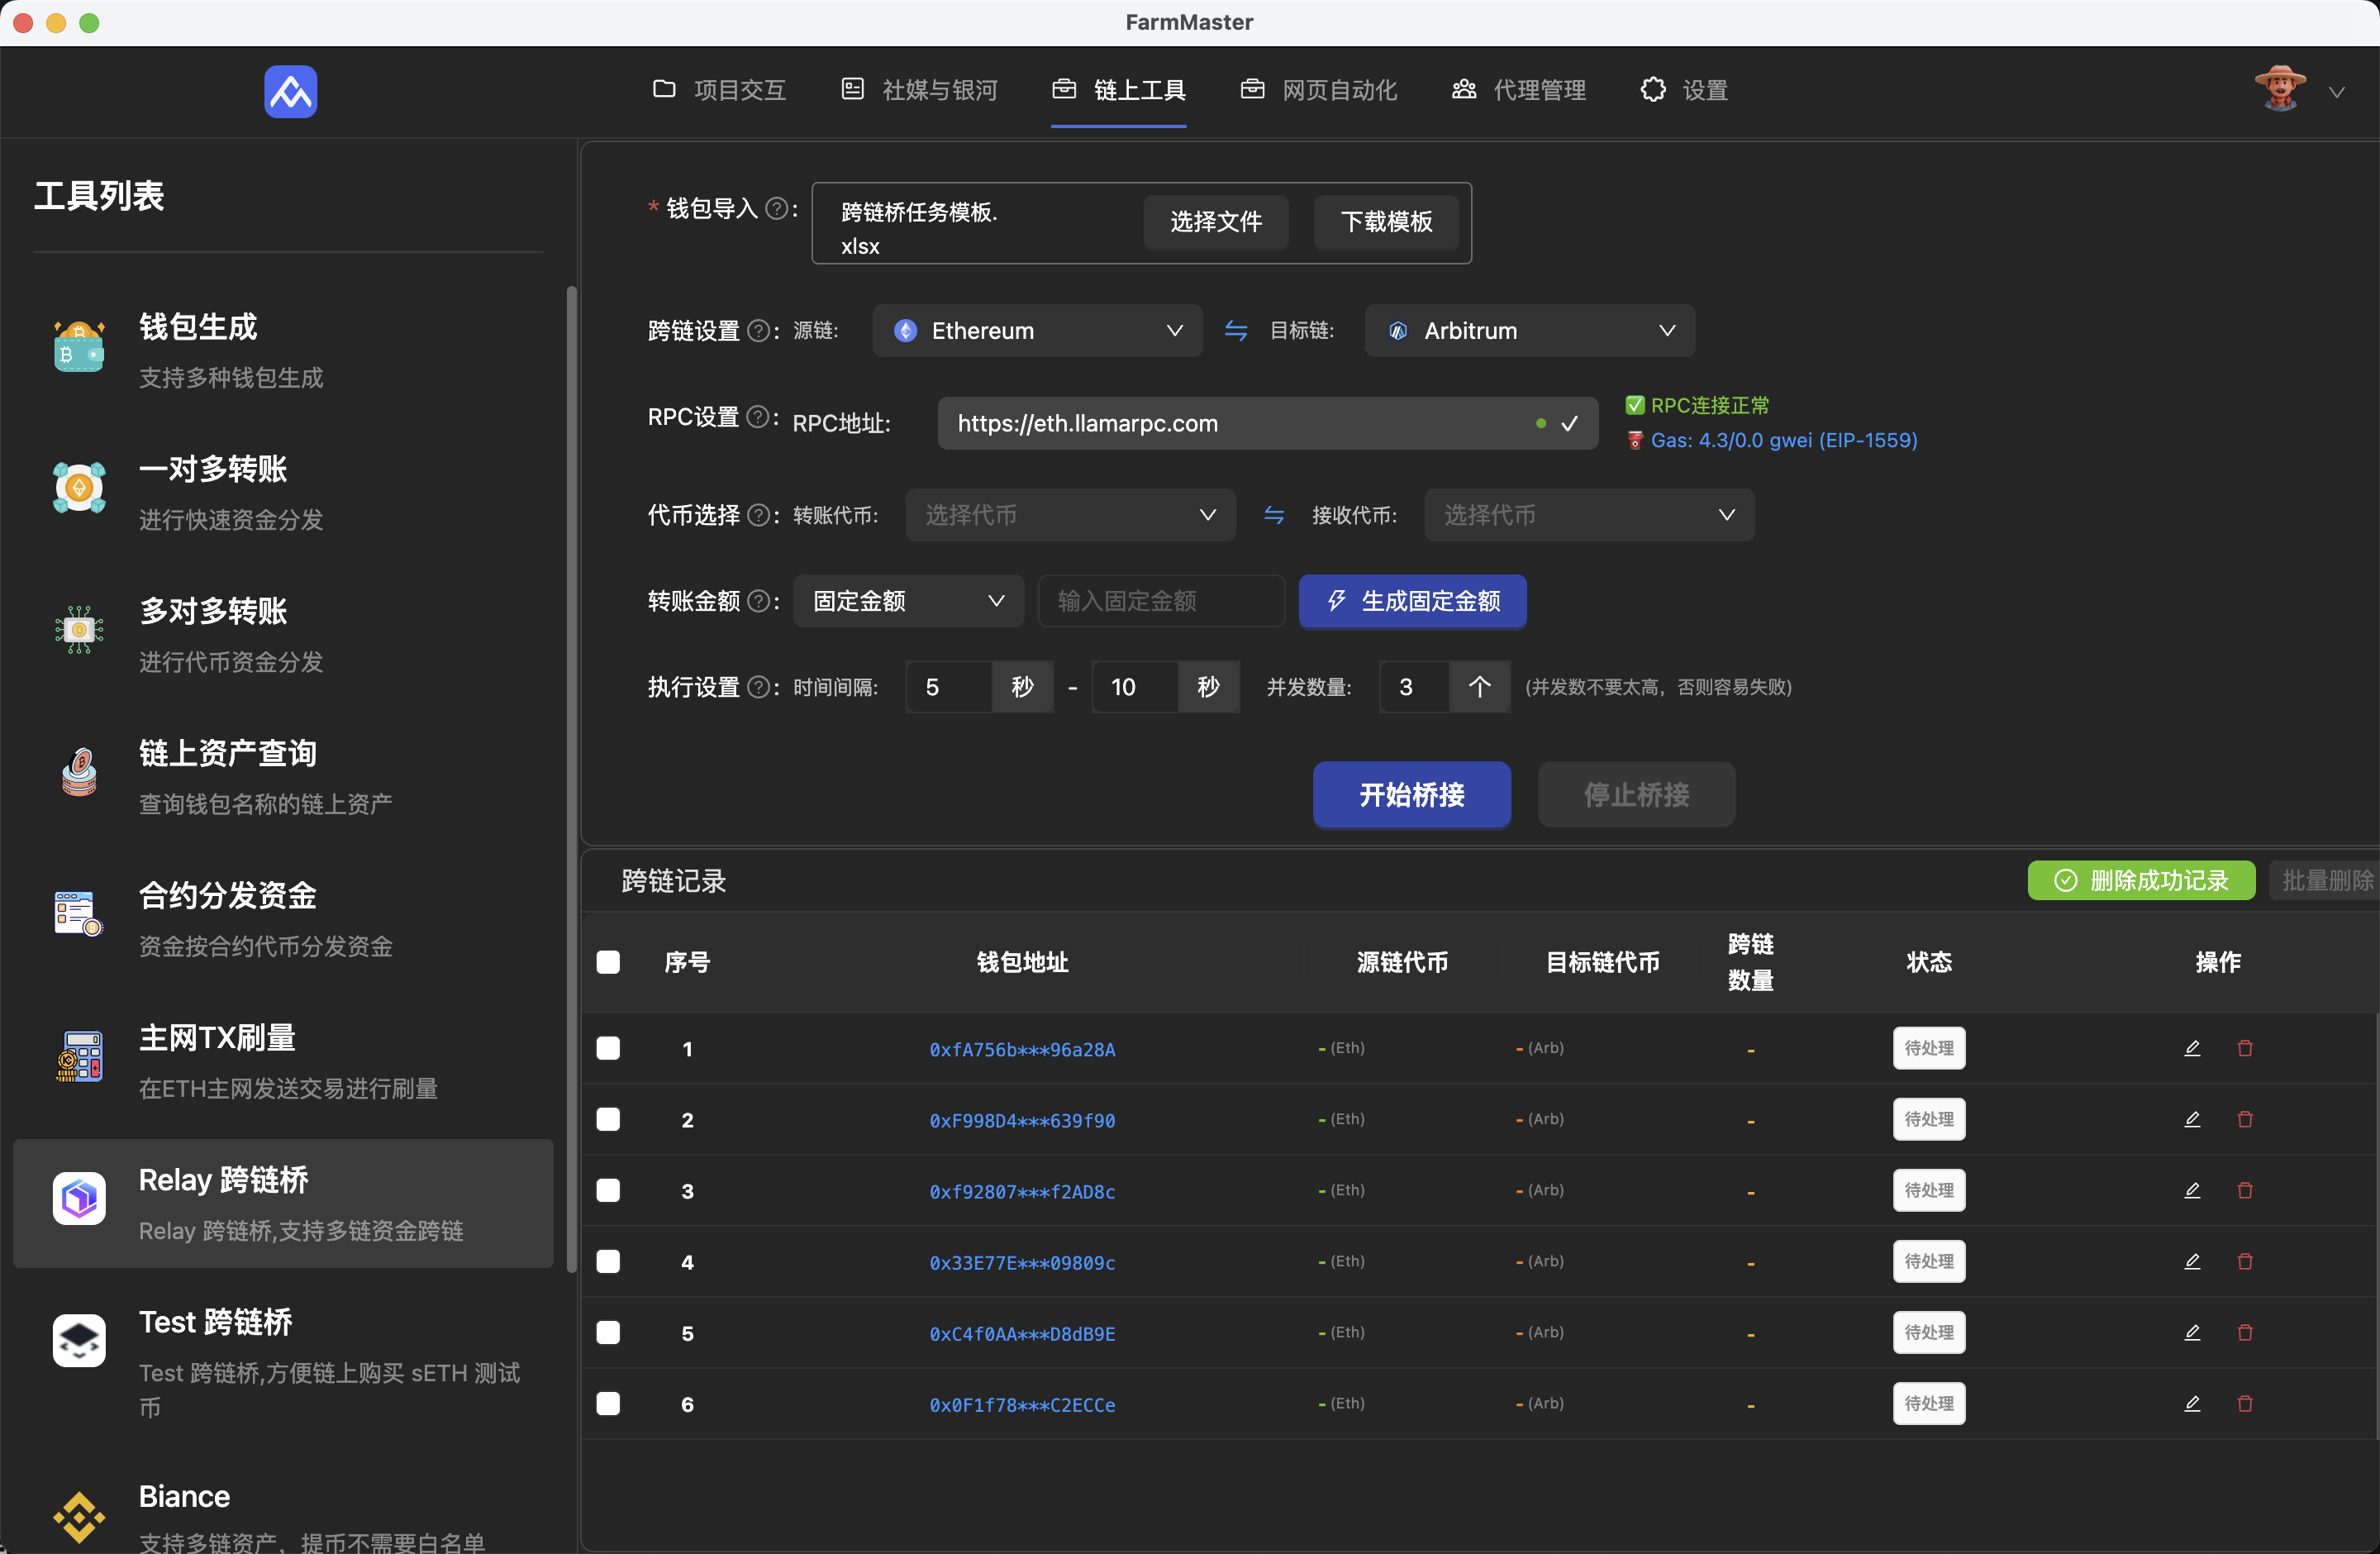 FarmMaster
项目交互
社媒与银河
链上工具
网页自动化
代理管理
设置
工具列表
钱包生成
支持多种钱包生成
一对多转账
进行快速资金分发
多对多转账
进行代币资金分发
链上资产查询
查询钱包名称的链上资产
合约分发资金
资金按合约代币分发资金
主网TX刷量
在ETH主网发送交易进行刷量
Relay 跨链桥
Relay 跨链桥,支持多链资金跨链
Test 跨链桥
Test 跨链桥,方便链上购买 sETH 测试
币
Biance
支持多链资产，提币不需要白名单
* 钱包导入 ? :
跨链桥任务模板.
xlsx
选择文件
下载模板
跨链设置 ? : 源链: Ethereum 目标链: Arbitrum
RPC设置 ? : RPC地址: https://eth.llamarpc.com
✅ RPC连接正常
Gas: 4.3/0.0 gwei (EIP-1559)
代币选择 ? : 转账代币: 选择代币 接收代币: 选择代币
转账金额 ? : 固定金额 输入固定金额 生成固定金额
执行设置 ? : 时间间隔: 5 秒 - 10 秒 并发数量: 3 个 (并发数不要太高，否则容易失败)
开始桥接 停止桥接
跨链记录 删除成功记录 批量删除
序号 钱包地址 源链代币 目标链代币 跨链 状态 操作
数量
1 0xfA756b***96a28A - (Eth) - (Arb) - 待处理
2 0xF998D4***639f90 - (Eth) - (Arb) - 待处理
3 0xf92807***f2AD8c - (Eth) - (Arb) - 待处理
4 0x33E77E***09809c - (Eth) - (Arb) - 待处理
5 0xC4f0AA***D8dB9E - (Eth) - (Arb) - 待处理
6 0x0F1f78***C2ECCe - (Eth) - (Arb) - 待处理